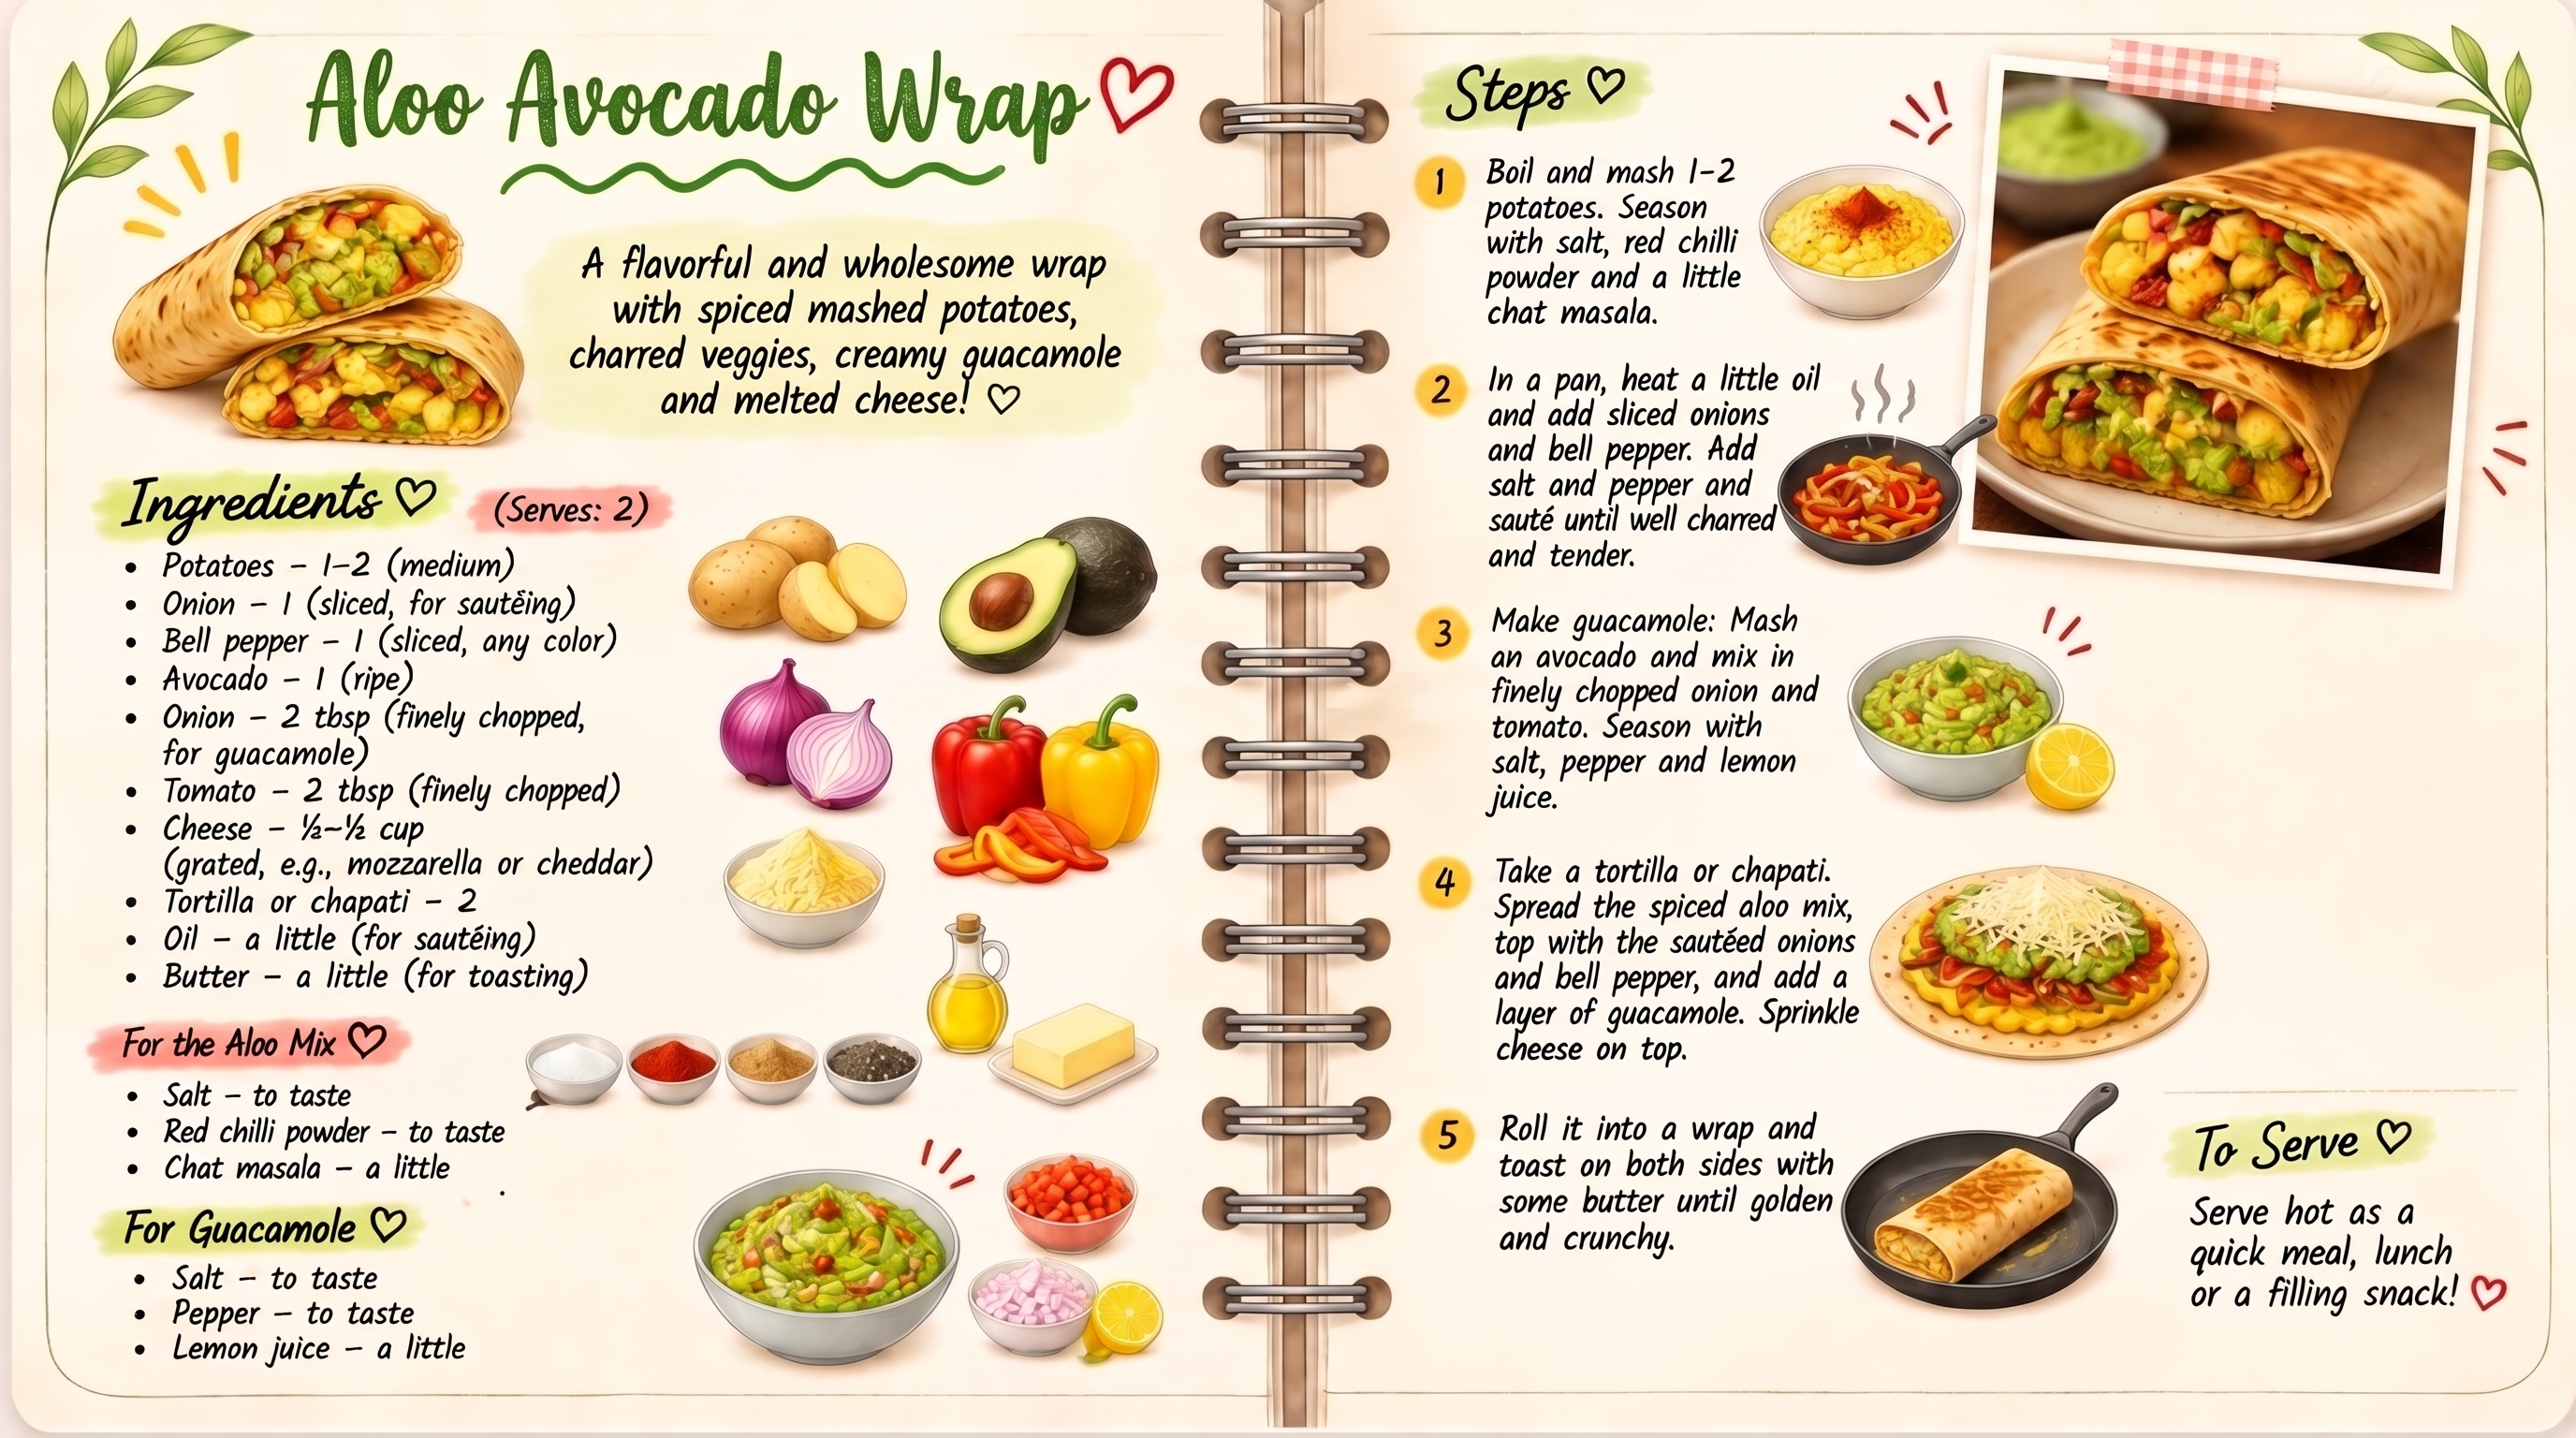 Aloo Avocado Wrap
A flavorful and wholesome wrap
with spiced mashed potatoes,
charred veggies, creamy guacamole
and melted cheese!
Ingredients
(Serves: 2)
• Potatoes – 1–2 (medium)
• Onion – 1 (sliced, for sautëing)
• Bell pepper – 1 (sliced, any color)
• Avocado – 1 (ripe)
• Onion – 2 tbsp (finely chopped,
for guacamole)
• Tomato – 2 tbsp (finely chopped)
• Cheese – ½–½ cup
(grated, e.g., mozzarella or cheddar)
• Tortilla or chapati – 2
• Oil – a little (for sautéing)
• Butter – a little (for toasting)
For the Aloo Mix
• Salt – to taste
• Red chilli powder – to taste
• Chat masala – a little
For Guacamole
• Salt – to taste
• Pepper – to taste
• Lemon juice – a little
Steps
1 Boil and mash 1–2
potatoes. Season
with salt, red chilli
powder and a little
chat masala.
2 In a pan, heat a little oil
and add sliced onions
and bell pepper. Add
salt and pepper and
sauté until well charred
and tender.
3 Make guacamole: Mash
an avocado and mix in
finely chopped onion and
tomato. Season with
salt, pepper and lemon
juice.
4 Take a tortilla or chapati.
Spread the spiced aloo mix,
top with the sautéed onions
and bell pepper, and add a
layer of guacamole. Sprinkle
cheese on top.
5 Roll it into a wrap and
toast on both sides with
some butter until golden
and crunchy.
To Serve
Serve hot as a
quick meal, lunch
or a filling snack!